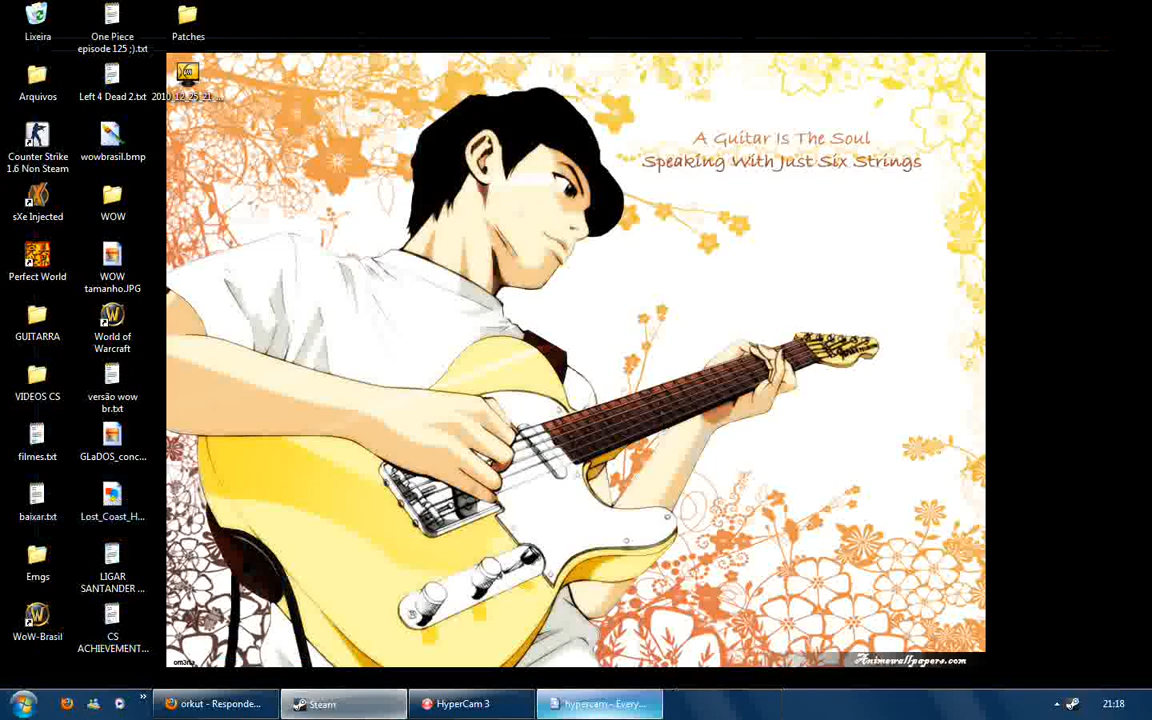 Lixeira
One Piece
episode 125 ;).txt
Patches
Arquivos
Left 4 Dead 2.txt
2010_12_25_21_...
Counter Strike
1.6 Non Steam
wowbrasil.bmp
sXe Injected
WOW
Perfect World
WOW
tamanho.JPG
GUITARRA
World of
Warcraft
VIDEOS CS
versão wow
br.txt
filmes.txt
GLaDOS_conc...
baixar.txt
Lost_Coast_H...
Emgs
LIGAR
SANTANDER ...
WoW-Brasil
CS
ACHIEVEMENT...
A Guitar Is The Soul
Speaking With Just Six Strings
Animewallpapers.com
orkut - Responde...
Steam
HyperCam 3
hypercam - Every...
21:18